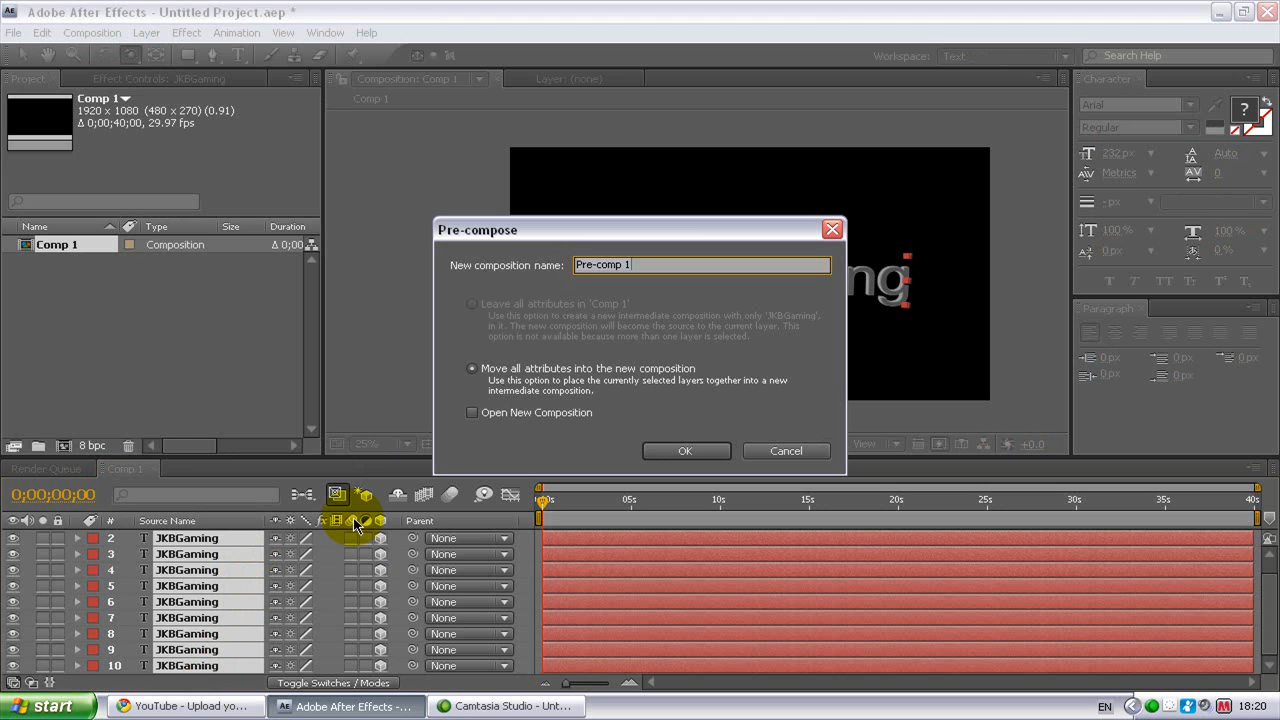 Adobe After Effects - Untitled Project.aep *
File Edit Composition Layer Effect Animation View Window Help
Workspace: Text
Search Help
Project
Effect Controls: JKBGaming
Composition: Comp 1
Layer: (none)
Character
Comp 1
1920 x 1080 (480 x 270) (0.91)
Δ 0;00;40;00, 29.97 fps
Comp 1
Arial
Regular
232 px
Auto
Metrics
0
- px
100 %
100 %
0 %
Name Type Size Duration
Comp 1 Composition Δ 0;00
ng
Paragraph
0 px
0 px
0 px
0 px
0 px
Pre-compose
New composition name: Pre-comp 1
Leave all attributes in 'Comp 1'
Use this option to create a new intermediate composition with only 'JKBGaming',
in it. The new composition will become the source to the current layer. This
option is not available because more than one layer is selected.
Move all attributes into the new composition
Use this option to place the currently selected layers together into a new
intermediate composition.
Open New Composition
OK
Cancel
8 bpc
25%
View
+0.0
Render Queue
Comp 1
0;00;00;00
0s 05s 10s 15s 20s 25s 30s 35s 40s
# Source Name fx Parent
2 T JKBGaming None
3 T JKBGaming None
4 T JKBGaming None
5 T JKBGaming None
6 T JKBGaming None
7 T JKBGaming None
8 T JKBGaming None
9 T JKBGaming None
10 T JKBGaming None
Toggle Switches / Modes
start
YouTube - Upload yo...
Adobe After Effects -...
Camtasia Studio - Unt...
EN
18:20